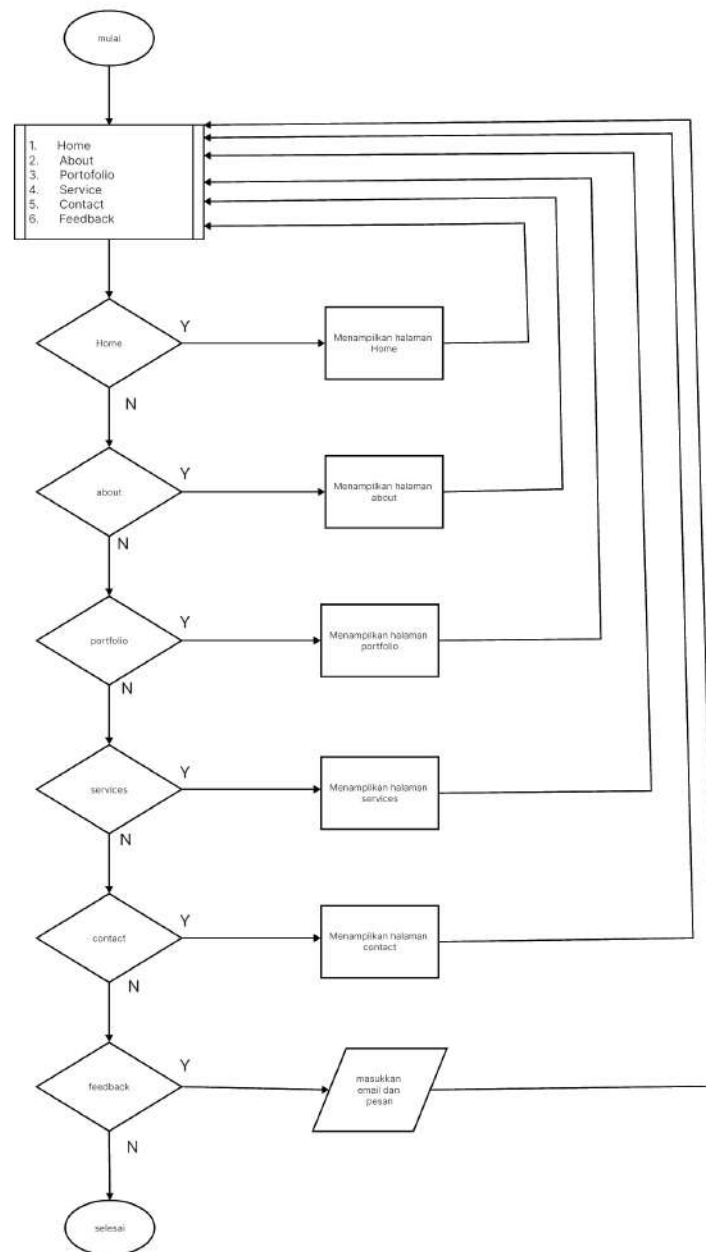 mulai
1. Home
2. About
3. Portofolio
4. Service
5. Contact
6. Feedback
Home
Y
Menampilkan halaman
Home
N
about
Y
Menampilkan halaman
about
N
portfolio
Y
Menampilkan halaman
portfolio
N
services
Y
Menampilkan halaman
services
N
contact
Y
Menampilkan halaman
contact
N
feedback
Y
masukkan
email dan
pesan
N
selesai